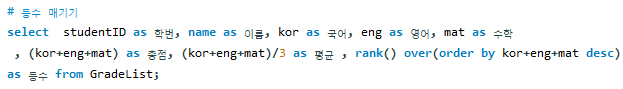 # 등수 매기기
select  studentID as 학번, name as 이름, kor as 국어, eng as 영어, mat as 수학
 , (kor+eng+mat) as 총점, (kor+eng+mat)/3 as 평균 , rank() over(order by kor+eng+mat desc)
as 등수 from GradeList;